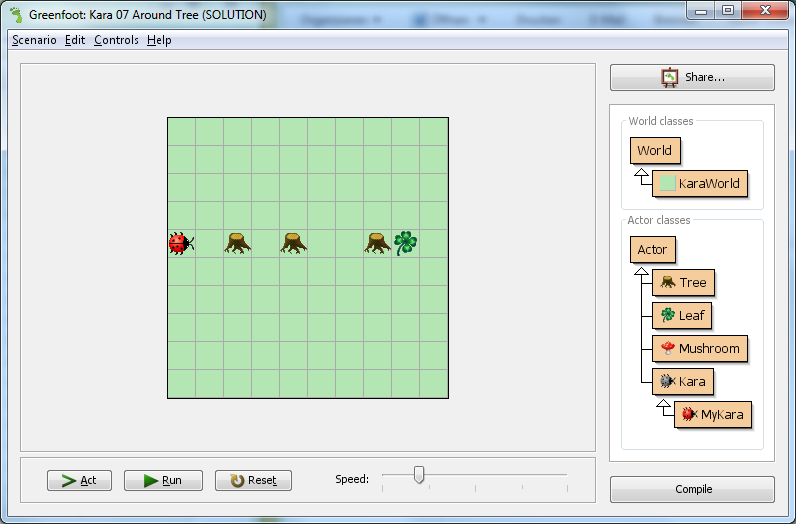 Greenfoot: Kara 07 Around Tree (SOLUTION)
Scenario Edit Controls Help
Share...
World classes
World
KaraWorld
Actor classes
Actor
Tree
Leaf
Mushroom
Kara
MyKara
Act Run Reset Speed:
Compile